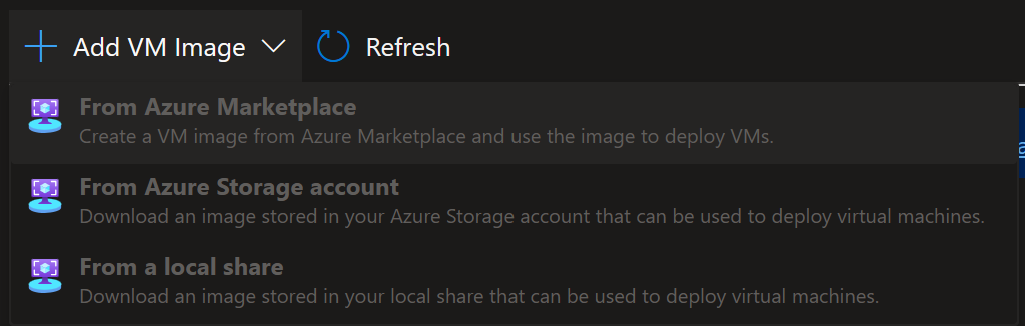 Add VM Image
Refresh
From Azure Marketplace
Create a VM image from Azure Marketplace and use the image to deploy VMs.
From Azure Storage account
Download an image stored in your Azure Storage account that can be used to deploy virtual machines.
From a local share
Download an image stored in your local share that can be used to deploy virtual machines.